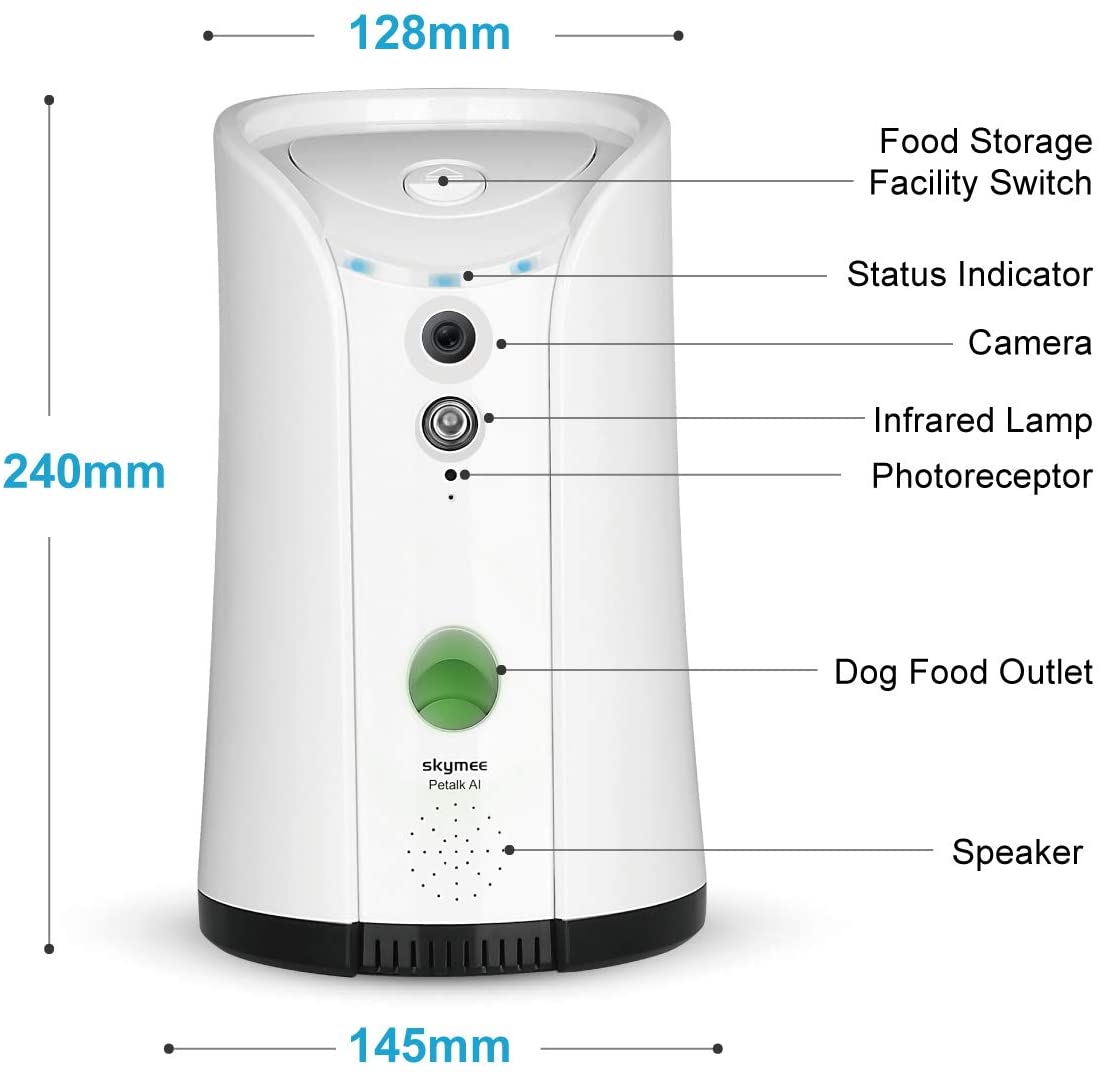 128mm
Food Storage
Facility Switch
Status Indicator
Camera
Infrared Lamp
240mm
Photoreceptor
Dog Food Outlet
skymee
Petalk AI
Speaker
145mm